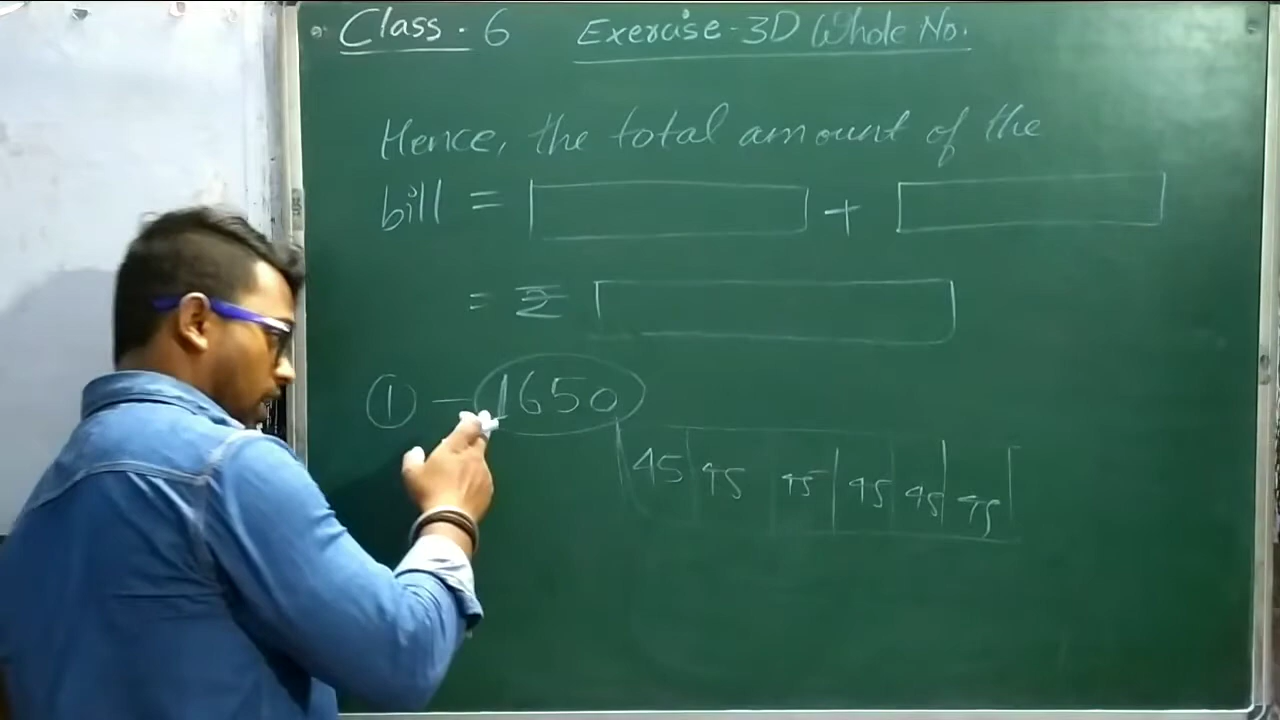 Class - 6 Exercise - 3D Whole No.
Hence, the total amount of the
bill = +
= ₹
① - 1650
45 45 45 45 45 45